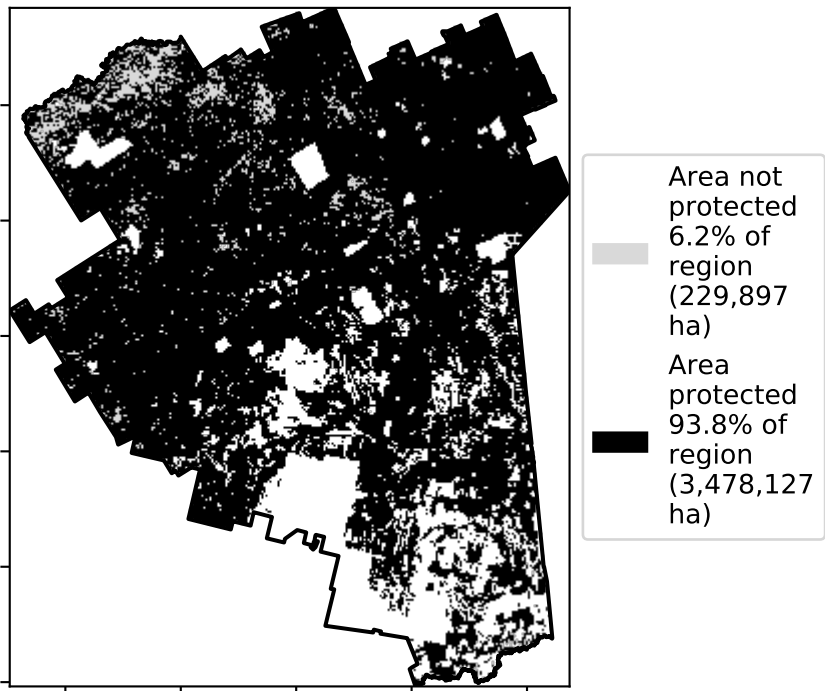 Area not
protected
6.2% of
region
(229,897
ha)
Area
protected
93.8% of
region
(3,478,127
ha)